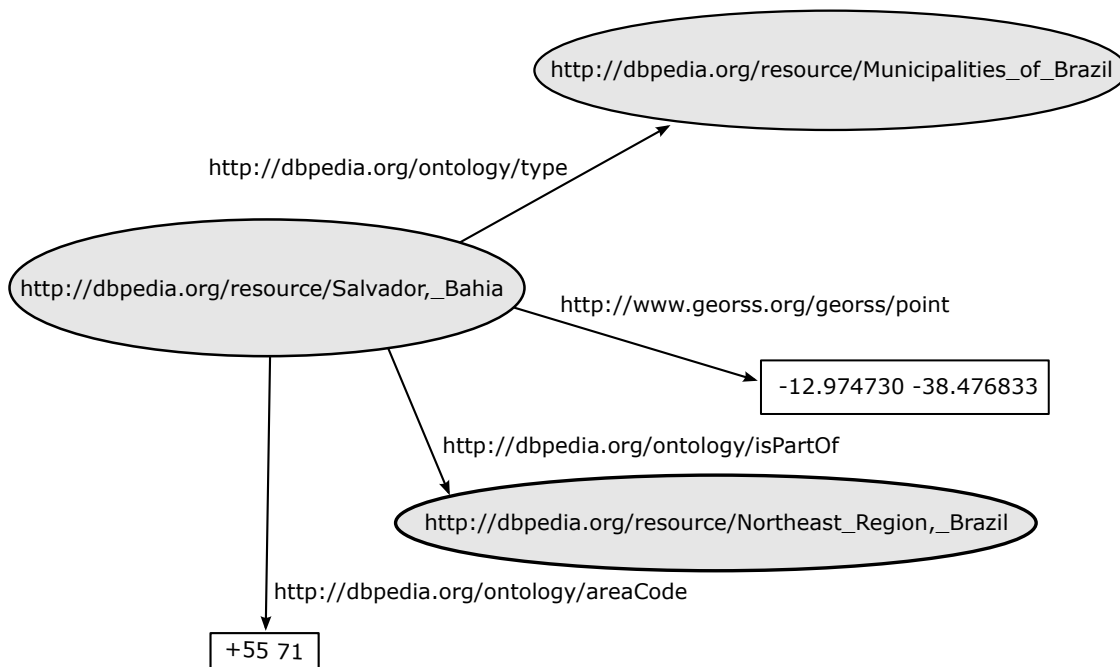 http://dbpedia.org/resource/Municipalities_of_Brazil
http://dbpedia.org/ontology/type
http://dbpedia.org/resource/Salvador,_Bahia
http://www.georss.org/georss/point
-12.974730 -38.476833
http://dbpedia.org/ontology/isPartOf
http://dbpedia.org/resource/Northeast_Region,_Brazil
http://dbpedia.org/ontology/areaCode
+55 71